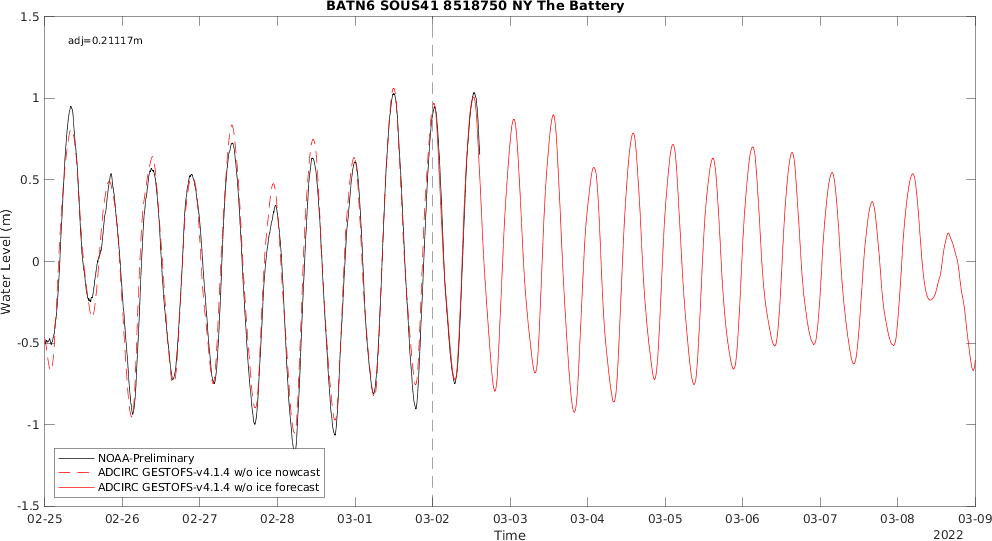 BATN6 SOUS41 8518750 NY The Battery
adj=0.21117m
1.5
1
0.5
0
-0.5
-1
-1.5
Water Level (m)
NOAA-Preliminary
ADCIRC GESTOFS-v4.1.4 w/o ice nowcast
ADCIRC GESTOFS-v4.1.4 w/o ice forecast
02-25 02-26 02-27 02-28 03-01 03-02 03-03 03-04 03-05 03-06 03-07 03-08 03-09
Time
2022